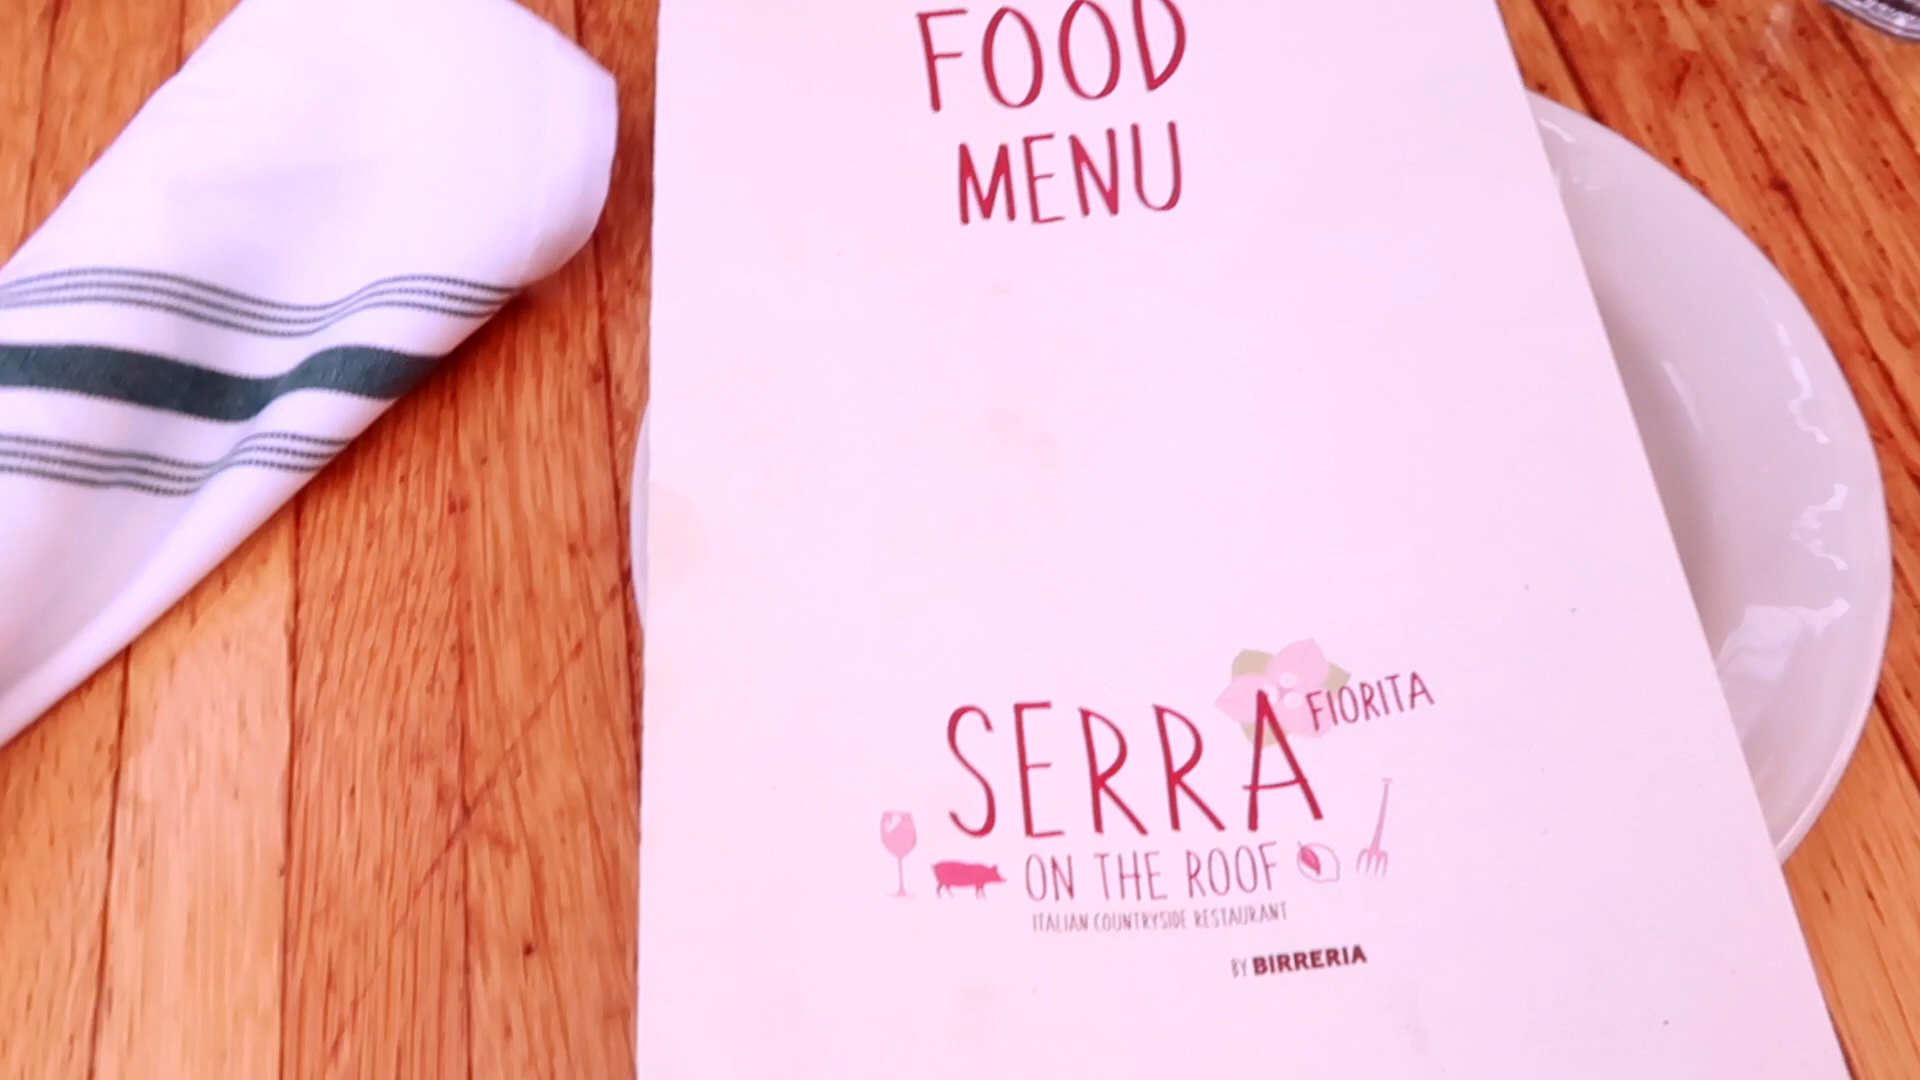 FOOD
MENU
SERRA FIORITA
ON THE ROOF
ITALIAN COUNTRYSIDE RESTAURANT
BY BIRRERIA